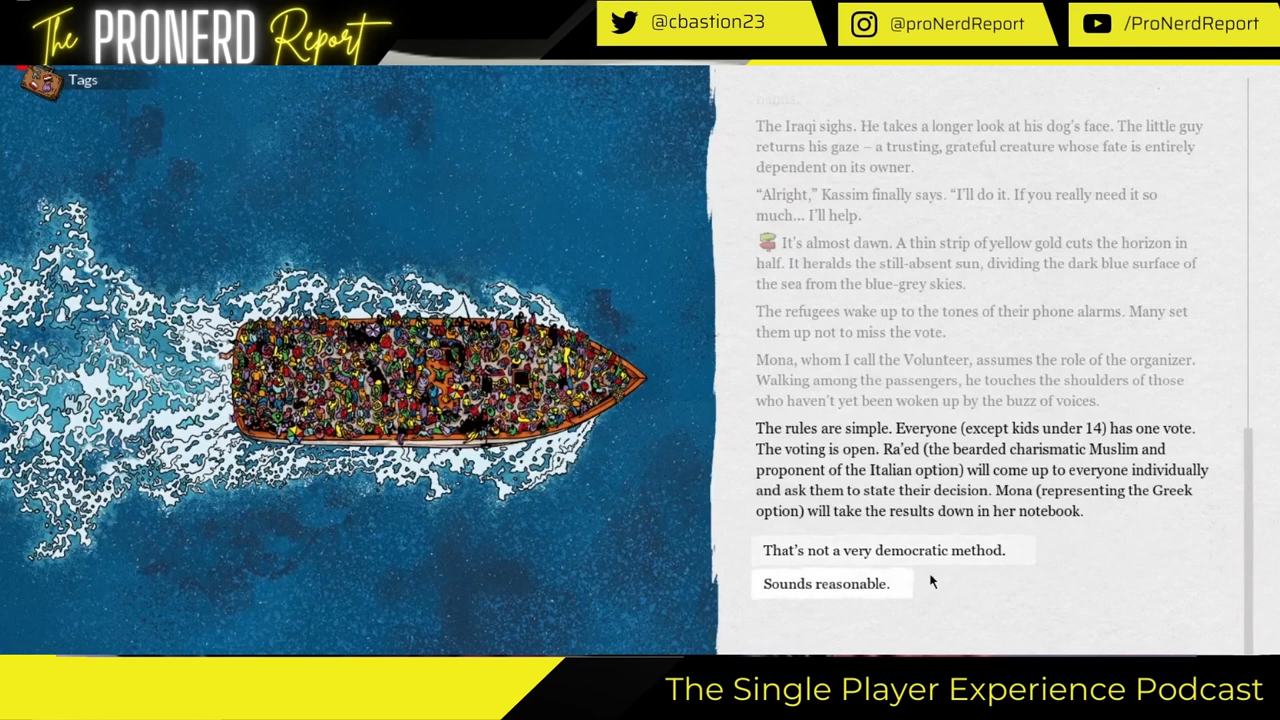 The PRONERD Report
@cbastion23
@proNerdReport
/ProNerdReport
Tags
The Iraqi sighs. He takes a longer look at his dog's face. The little guy
returns his gaze – a trusting, grateful creature whose fate is entirely
dependent on its owner.
“Alright,” Kassim finally says. “I'll do it. If you really need it so
much... I'll help.
It's almost dawn. A thin strip of yellow gold cuts the horizon in
half. It heralds the still-absent sun, dividing the dark blue surface of
the sea from the blue-grey skies.
The refugees wake up to the tones of their phone alarms. Many set
them up not to miss the vote.
Mona, whom I call the Volunteer, assumes the role of the organizer.
Walking among the passengers, he touches the shoulders of those
who haven't yet been woken up by the buzz of voices.
The rules are simple. Everyone (except kids under 14) has one vote.
The voting is open. Ra'ed (the bearded charismatic Muslim and
proponent of the Italian option) will come up to everyone individually
and ask them to state their decision. Mona (representing the Greek
option) will take the results down in her notebook.
That's not a very democratic method.
Sounds reasonable.
The Single Player Experience Podcast